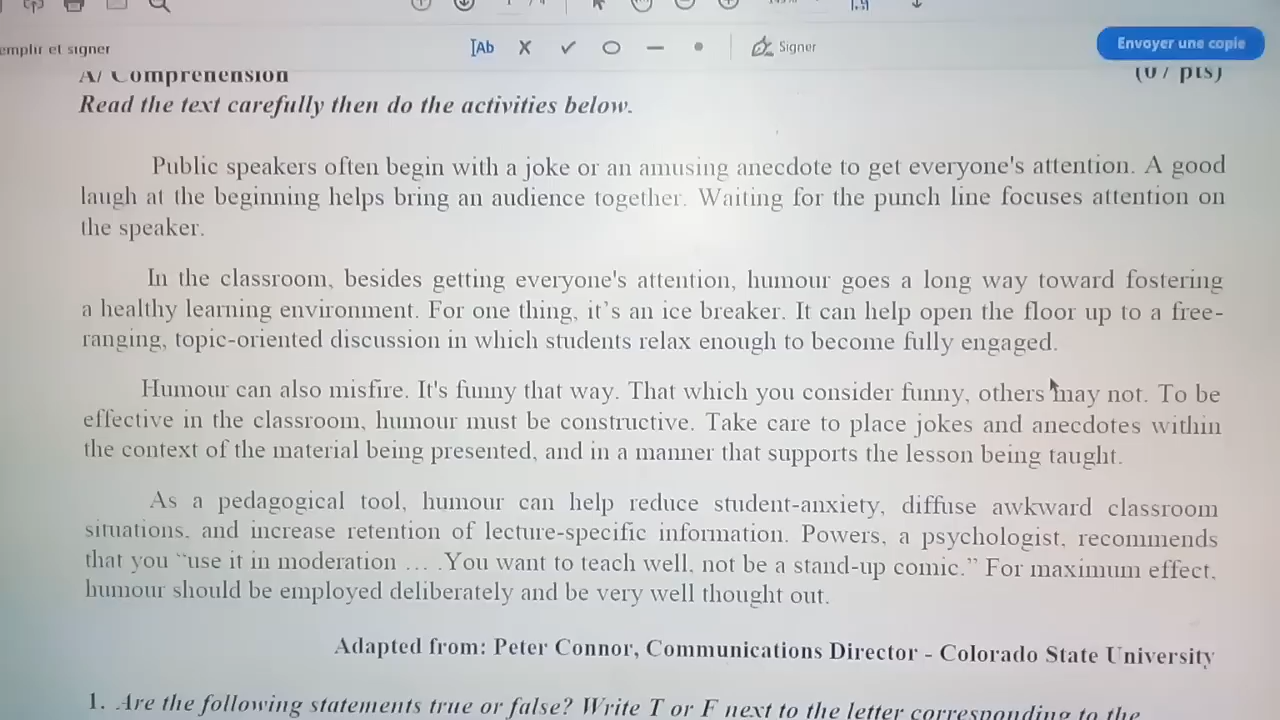 emplir et signer
IAb
Signer
Envoyer une copie
A/ Comprehension
(07 pts)
Read the text carefully then do the activities below.
Public speakers often begin with a joke or an amusing anecdote to get everyone's attention. A good
laugh at the beginning helps bring an audience together. Waiting for the punch line focuses attention on
the speaker.
In the classroom, besides getting everyone's attention, humour goes a long way toward fostering
a healthy learning environment. For one thing, it's an ice breaker. It can help open the floor up to a free-
ranging, topic-oriented discussion in which students relax enough to become fully engaged.
Humour can also misfire. It's funny that way. That which you consider funny, others may not. To be
effective in the classroom, humour must be constructive. Take care to place jokes and anecdotes within
the context of the material being presented, and in a manner that supports the lesson being taught.
As a pedagogical tool, humour can help reduce student-anxiety, diffuse awkward classroom
situations, and increase retention of lecture-specific information. Powers, a psychologist, recommends
that you “use it in moderation … .You want to teach well, not be a stand-up comic.” For maximum effect,
humour should be employed deliberately and be very well thought out.
Adapted from: Peter Connor, Communications Director - Colorado State University
1. Are the following statements true or false? Write T or F next to the letter corresponding to the